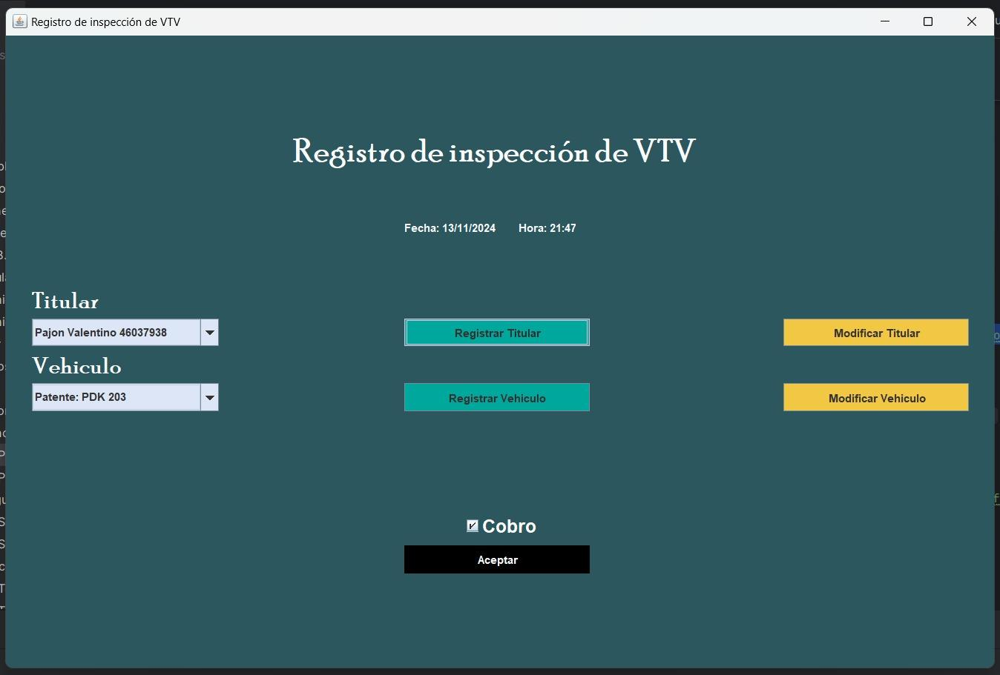 Registro de inspección de VTV
Registro de inspección de VTV
Fecha: 13/11/2024 Hora: 21:47
Titular
Pajon Valentino 46037938
Registrar Titular
Modificar Titular
Vehiculo
Patente: PDK 203
Registrar Vehiculo
Modificar Vehiculo
Cobro
Aceptar